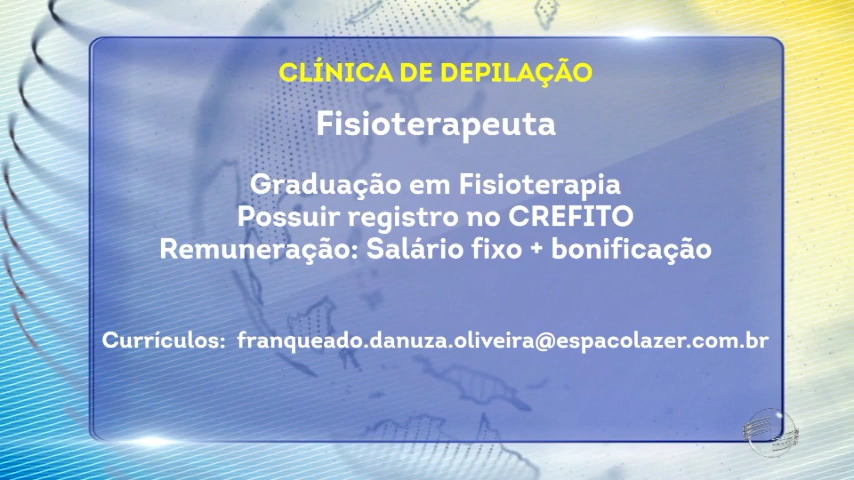 CLÍNICA DE DEPILAÇÃO
Fisioterapeuta
Graduação em Fisioterapia
Possuir registro no CREFITO
Remuneração: Salário fixo + bonificação
Currículos: franqueado.danuza.oliveira@espacolazer.com.br